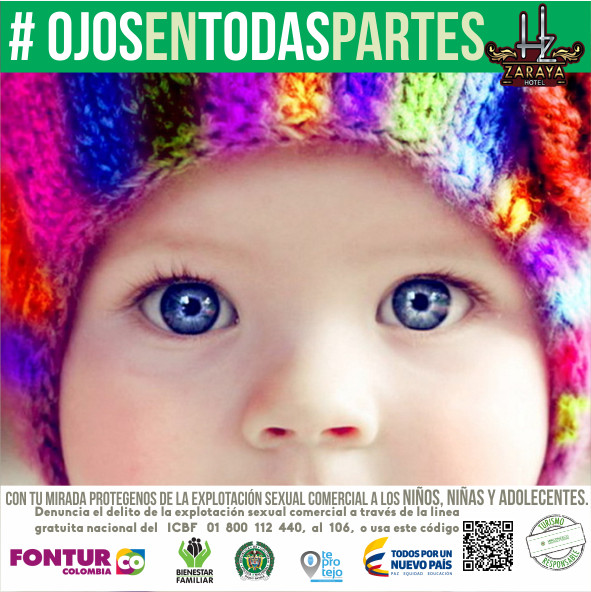 # OJOSENTODASPARTES
HZ
ZARAYA
HOTEL
CON TU MIRADA PROTEGENOS DE LA EXPLOTACIÓN SEXUAL COMERCIAL A LOS NIÑOS, NIÑAS Y ADOLECENTES.
Denuncia el delito de la explotación sexual comercial a través de la linea
gratuita nacional del ICBF 01 800 112 440, al 106, o usa este código
FONTUR CO
COLOMBIA
BIENESTAR
FAMILIAR
te
pro
tejo
TODOS POR UN
NUEVO PAÍS
PAZ EQUIDAD EDUCACIÓN
TURISMO
RESPONSABLE